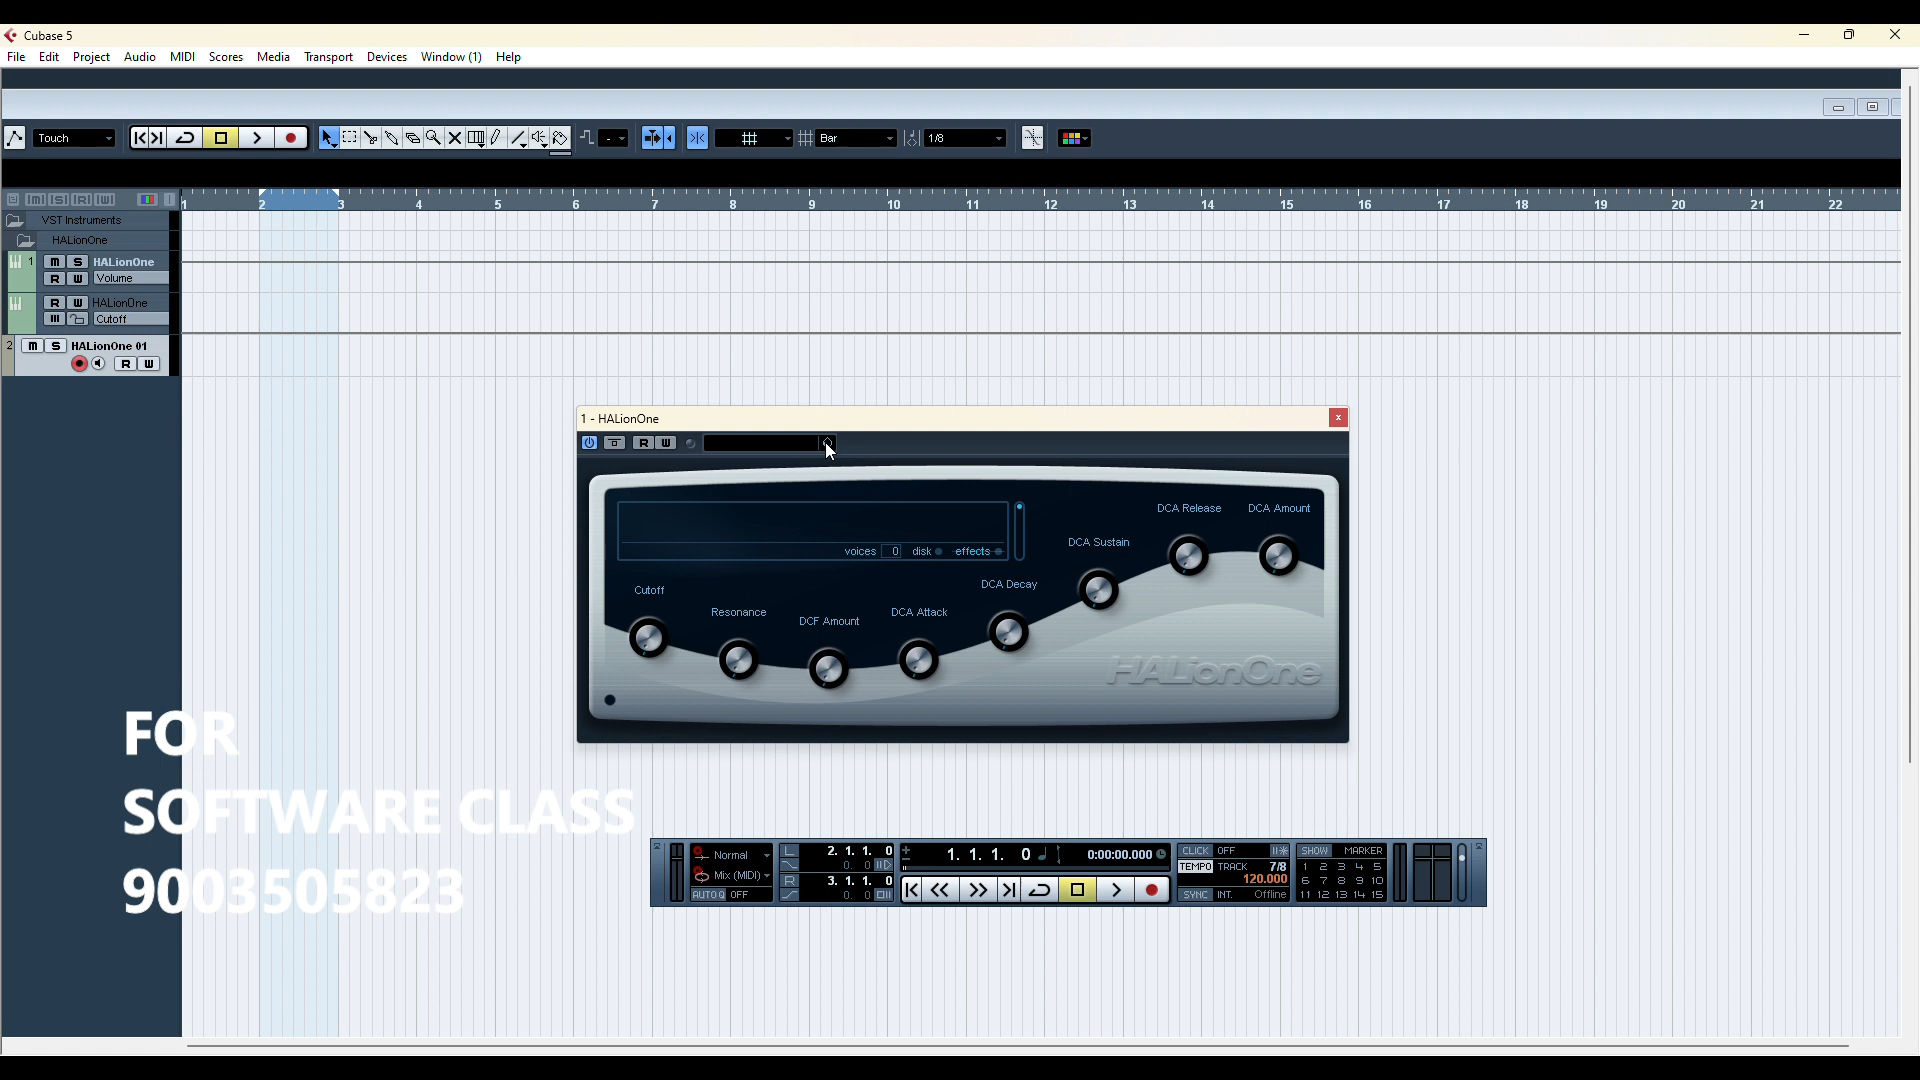 Cubase 5
File Edit Project Audio MIDI Scores Media Transport Devices Window (1) Help
Touch - Bar 1/8
1 2 3 4 5 6 7 8 9 10 11 12 13 14 15 16 17 18 19 20 21 22
VST Instruments
HALionOne
1 m S HALionOne
R W Volume
R W HALionOne
Cutoff
2 m S HALionOne 01
R W
1 - HALionOne
R W
DCA Release DCA Amount
DCA Sustain
voices 0 disk effects
DCA Decay
Cutoff
Resonance DCA Attack
DCF Amount
HALionOne
FOR
SOFTWARE CLASS
9003505823
Normal L 2. 1. 1. 0 1. 1. 1. 0 0:00:00.000 CLICK OFF SHOW MARKER
0. 0 TEMPO TRACK 7/8 1 2 3 4 5
Mix (MIDI) R 3. 1. 1. 0 120.000 6 7 8 9 10
AUTO Q OFF 0. 0 SYNC INT. Offline 11 12 13 14 15